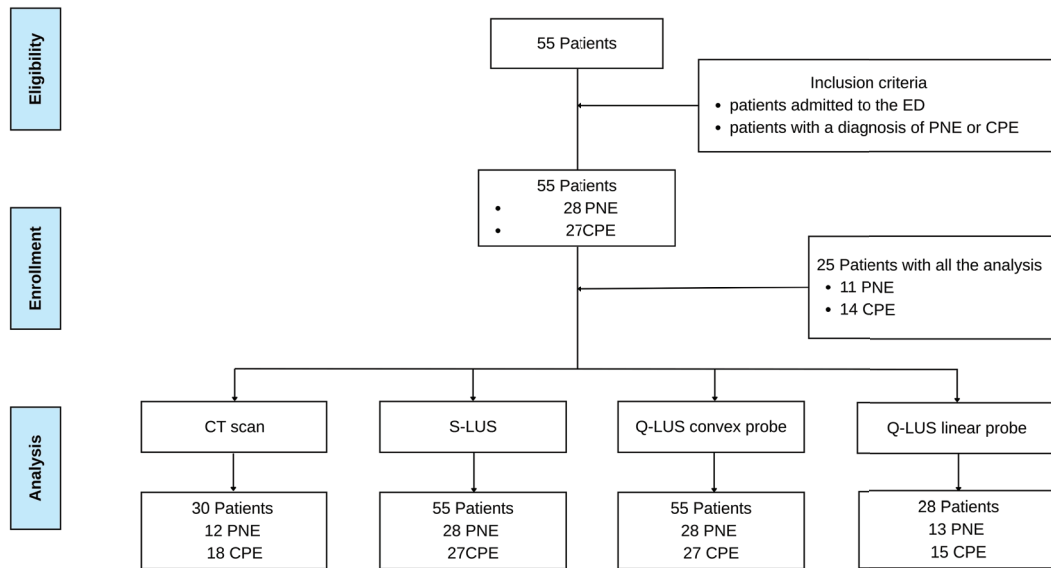 Eligibility
55 Patients
Inclusion criteria
• patients admitted to the ED
• patients with a diagnosis of PNE or CPE
Enrollment
55 Patients
• 28 PNE
• 27CPE
25 Patients with all the analysis
• 11 PNE
• 14 CPE
Analysis
CT scan
S-LUS
Q-LUS convex probe
Q-LUS linear probe
30 Patients
12 PNE
18 CPE
55 Patients
28 PNE
27CPE
55 Patients
28 PNE
27 CPE
28 Patients
13 PNE
15 CPE